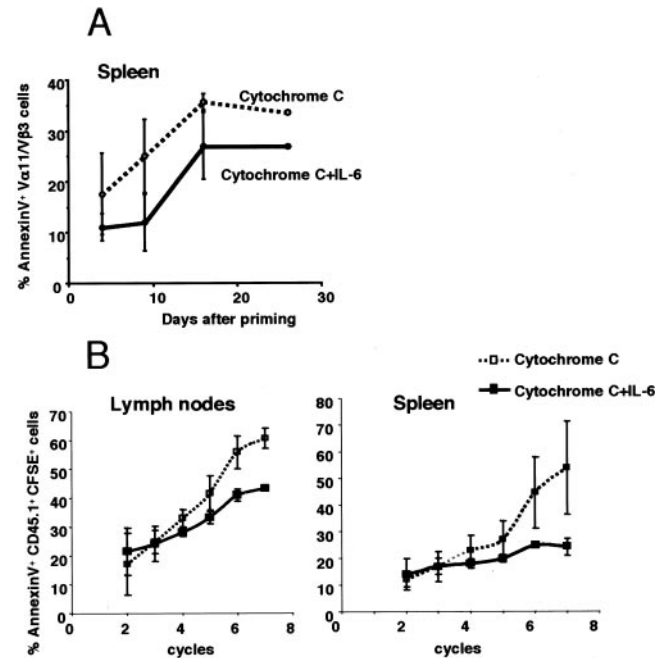 A
Spleen
Cytochrome C
Cytochrome C+IL-6
% AnnexinV⁺ Vα11/Vβ3 cells
40
30
20
10
0
0 10 20 30
Days after priming
B
Cytochrome C
Cytochrome C+IL-6
Lymph nodes
% AnnexinV⁺ CD45.1⁺ CFSE⁺ cells
70
60
50
40
30
20
10
0
0 2 4 6 8
cycles
Spleen
80
70
60
50
40
30
20
10
0
0 2 4 6 8
cycles